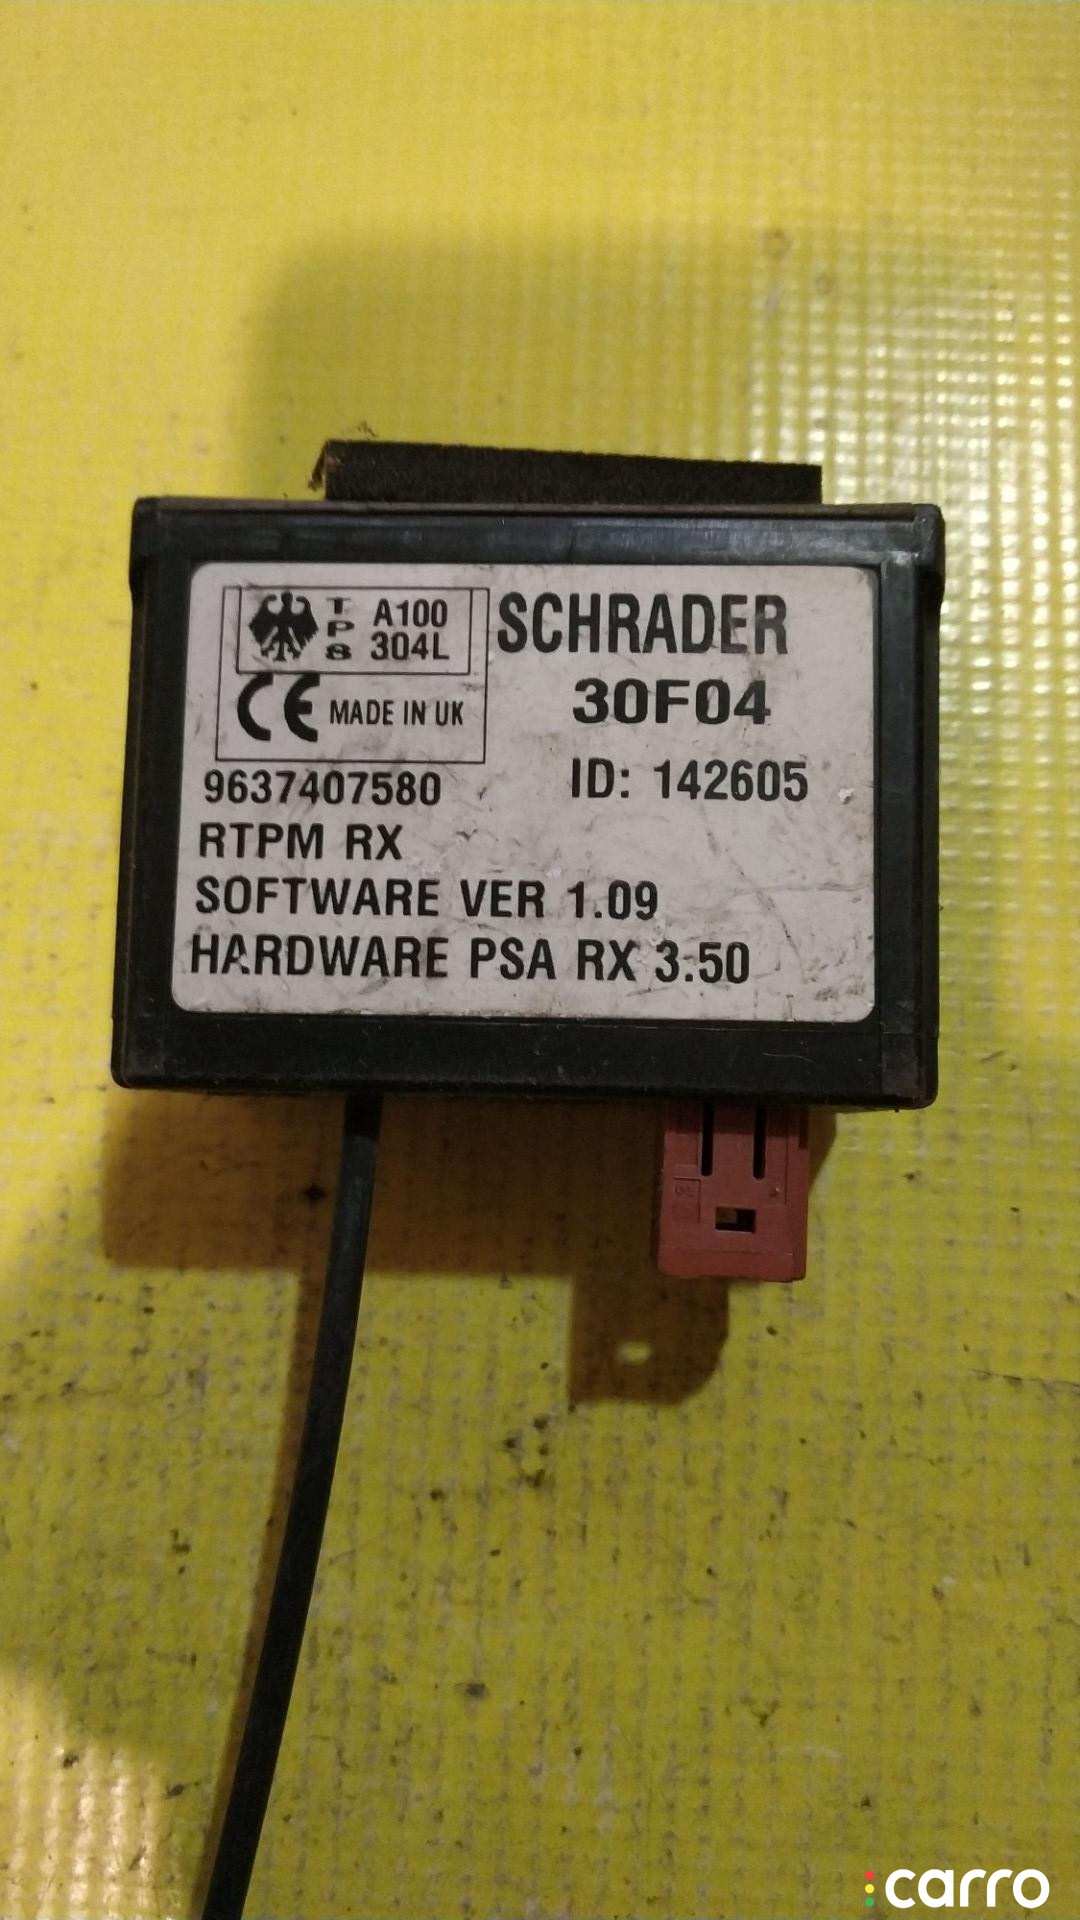 T P S A100
304L
CE MADE IN UK
SCHRADER
30F04
9637407580
ID: 142605
RTPM RX
SOFTWARE VER 1.09
HARDWARE PSA RX 3.50
carro